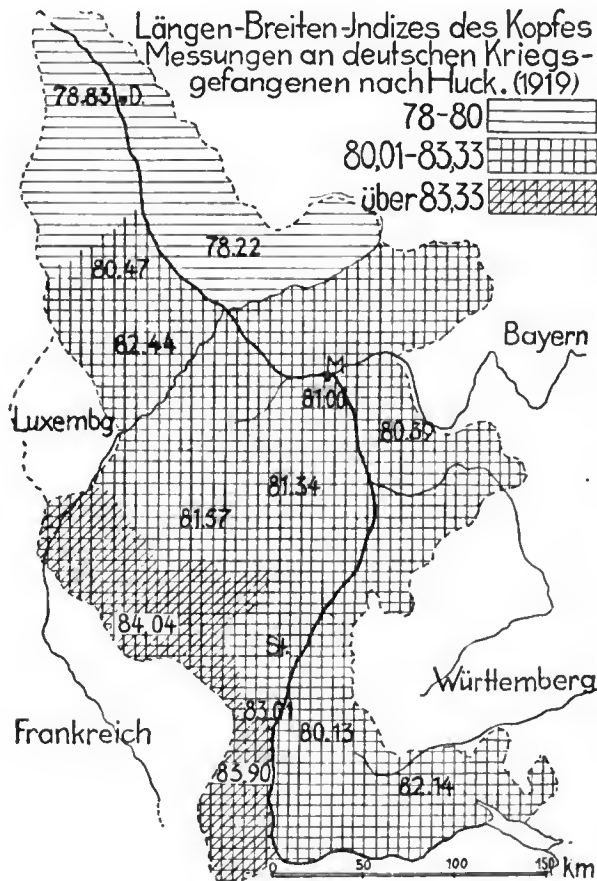 Längen-Breiten-Jndizes des Kopfes
Messungen an deutschen Kriegs-
gefangenen nach Huck. (1919)
78-80
80,01-83,33
über 83,33
78.83 D.
78.22
80.47
82.44
Bayern
M
81.00
Luxembg.
80.89
81.34
81.57
84.04
St.
Württemberg
83.01
80.13
Frankreich
83.90
82.14
0 50 100 150 km